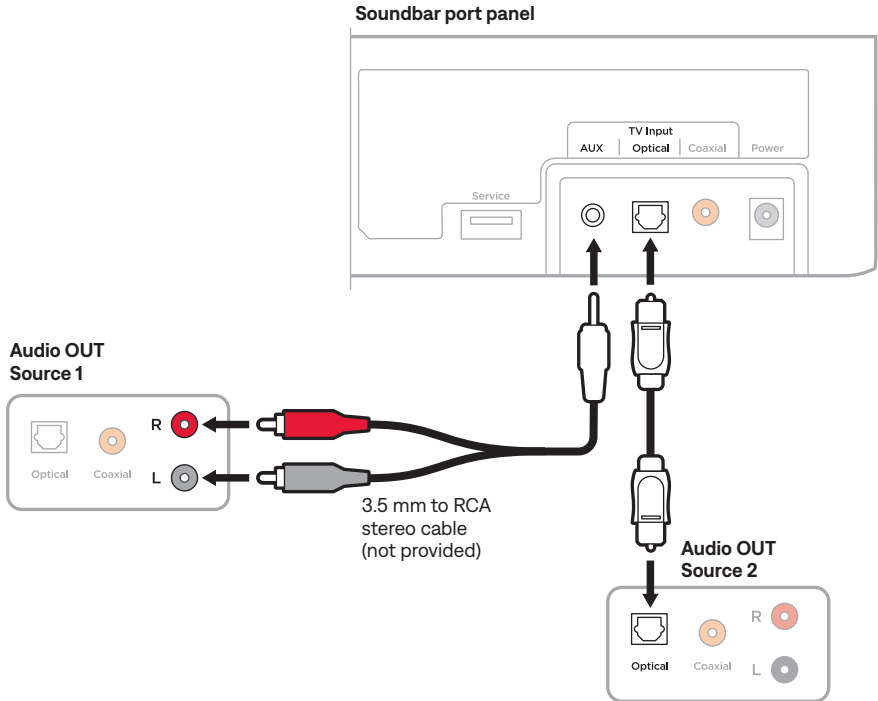 Soundbar port panel
TV Input
AUX Optical Coaxial Power
Service
Audio OUT
Source 1
R
Optical Coaxial L
3.5 mm to RCA
stereo cable
(not provided)
Audio OUT
Source 2
R
Optical Coaxial L